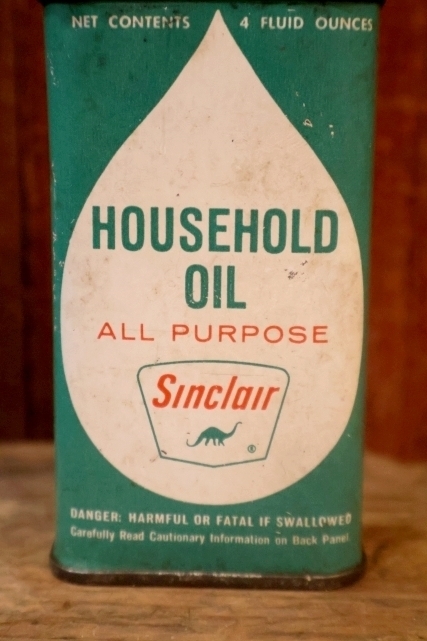 NET CONTENTS 4 FLUID OUNCES
HOUSEHOLD
OIL
ALL PURPOSE
Sinclair
®
DANGER: HARMFUL OR FATAL IF SWALLOWED
Carefully Read Cautionary Information on Back Panel